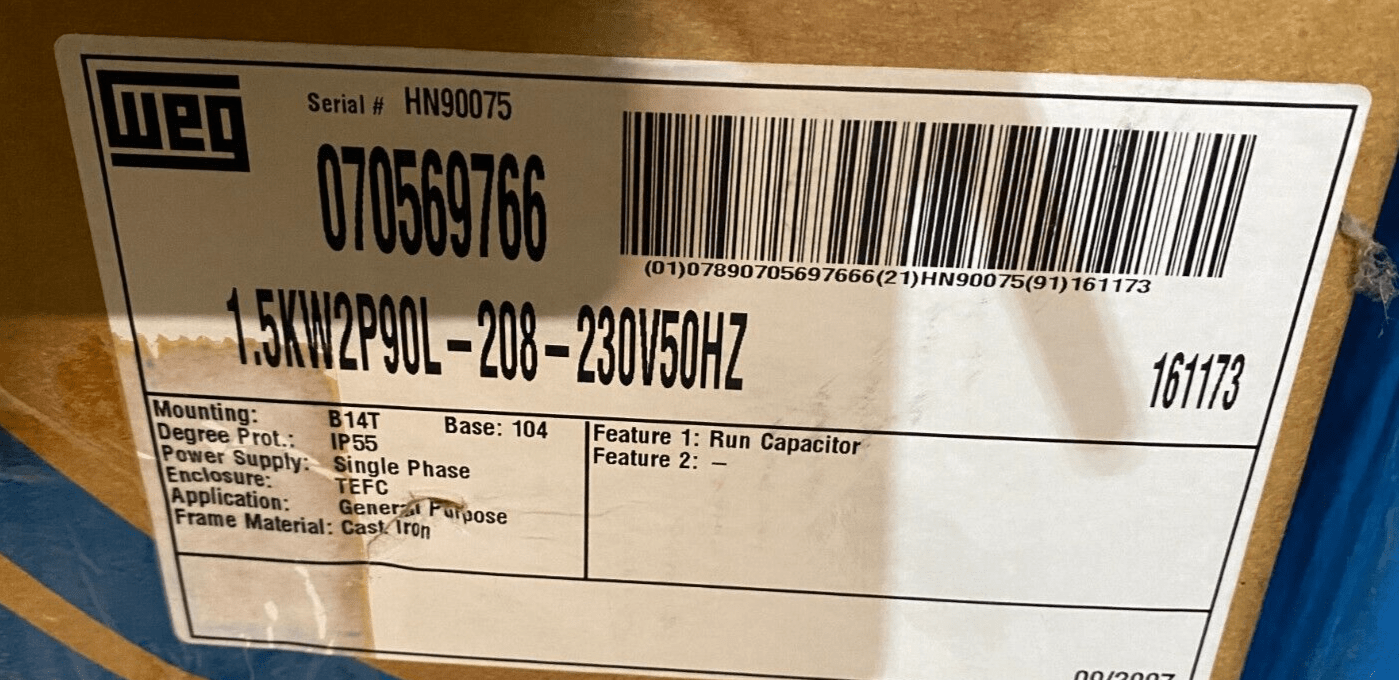 weg
Serial # HN90075
070569766
(01)07890705697666(21)HN90075(91)161173
1.5KW2P90L-208-230V50HZ
161173
Mounting: B14T Base: 104
Degree Prot.: IP55
Power Supply: Single Phase
Enclosure: TEFC
Application: General Purpose
Frame Material: Cast Iron
Feature 1: Run Capacitor
Feature 2: –